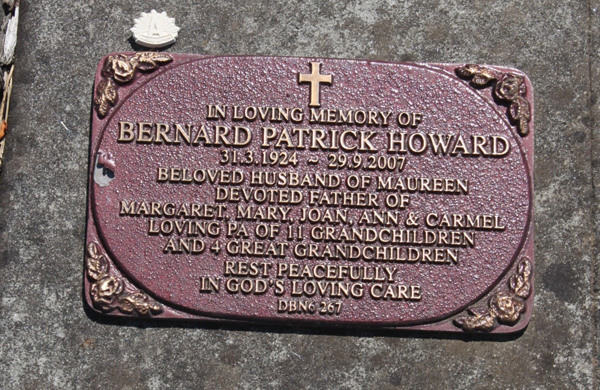 IN LOVING MEMORY OF
BERNARD PATRICK HOWARD
31.3.1924 ~ 29.9.2007
BELOVED HUSBAND OF MAUREEN
DEVOTED FATHER OF
MARGARET, MARY, JOAN, ANN & CARMEL
LOVING PA OF 11 GRANDCHILDREN
AND 4 GREAT GRANDCHILDREN
REST PEACEFULLY
IN GOD'S LOVING CARE
DBN6 267